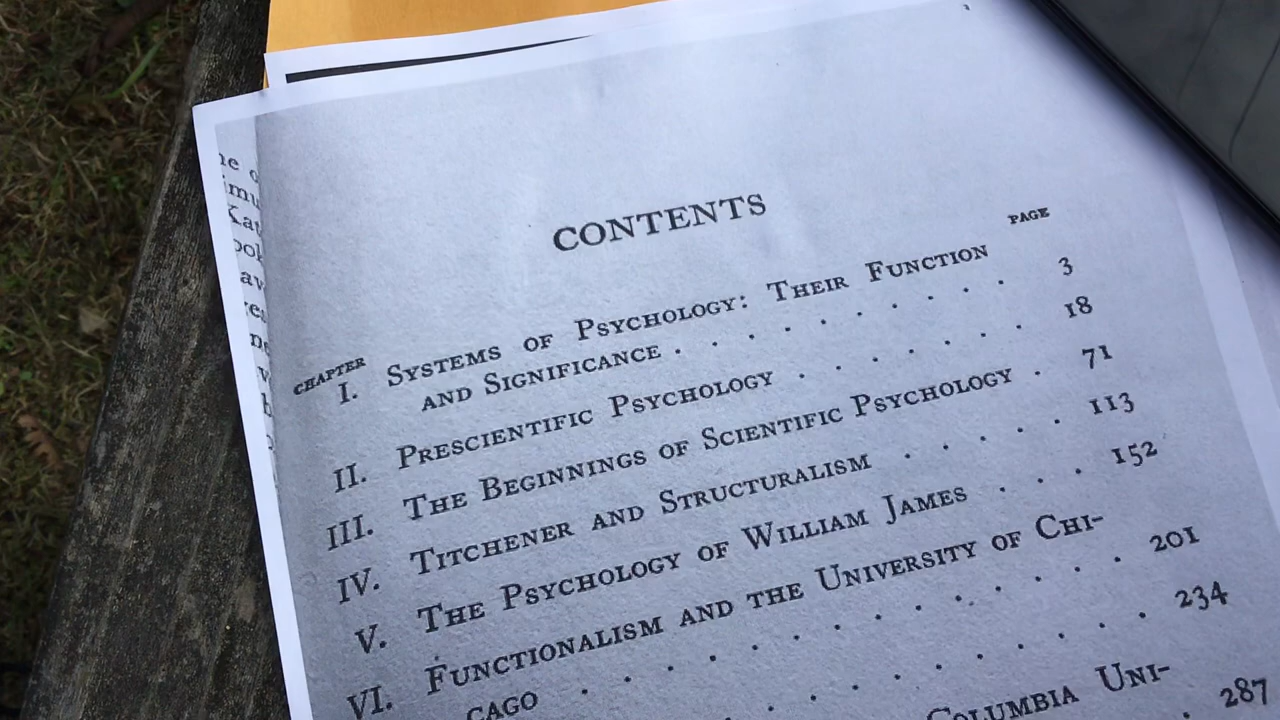 CONTENTS
CHAPTER PAGE
I. SYSTEMS OF PSYCHOLOGY: THEIR FUNCTION
AND SIGNIFICANCE . . . . . . . . . . 3
II. PRESCIENTIFIC PSYCHOLOGY . . . . . . . 18
III. THE BEGINNINGS OF SCIENTIFIC PSYCHOLOGY . 71
IV. TITCHENER AND STRUCTURALISM . . . . . 113
V. THE PSYCHOLOGY OF WILLIAM JAMES . . . 152
VI. FUNCTIONALISM AND THE UNIVERSITY OF CHI-
CAGO . . . . . . . . . . . . . . 201
234
COLUMBIA UNI-
287